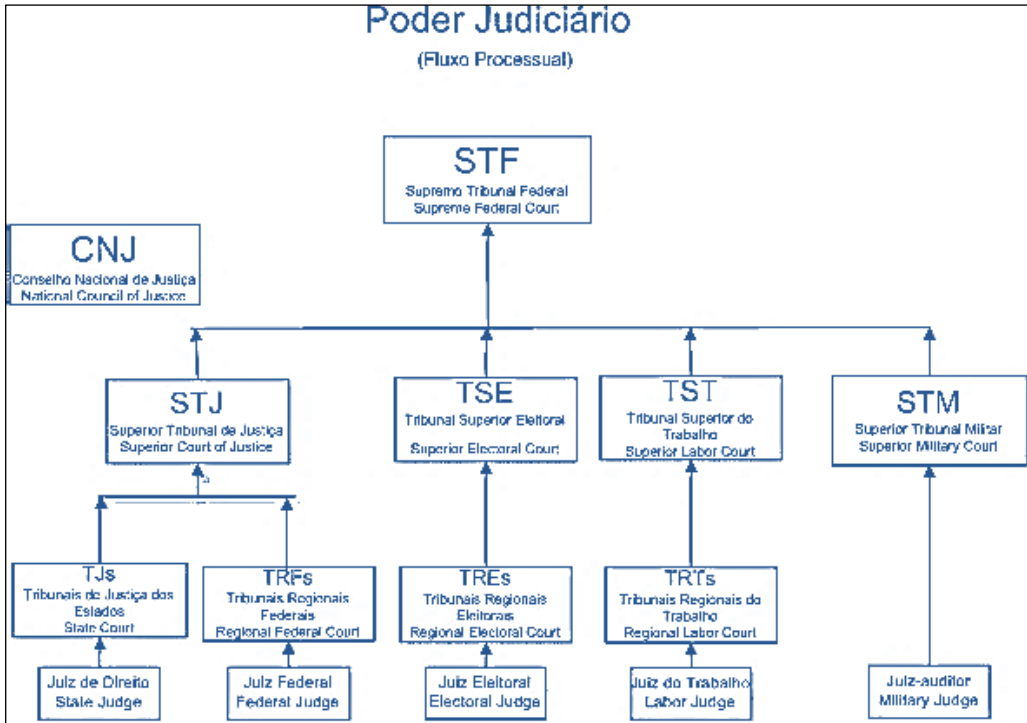 Poder Judiciário
(Fluxo Processual)
STF
Supremo Tribunal Federal
Supreme Federal Court
CNJ
Conselho Nacional de Justiça
National Council of Justice
STJ
Superior Tribunal de Justiça
Superior Court of Justice
TSE
Tribunal Superior Eleitoral
Superior Electoral Court
TST
Tribunal Superior do
Trabalho
Superior Labor Court
STM
Superior Tribunal Militar
Superior Military Court
TJs
Tribunais de Justiça dos
Estados
State Court
TRFs
Tribunais Regionais
Federais
Regional Federal Court
TREs
Tribunais Regionais
Eleitorais
Regional Electoral Court
TRTs
Tribunais Regionais do
Trabalho
Regional Labor Court
Juiz de Direito
State Judge
Juiz Federal
Federal Judge
Juiz Eleitoral
Electoral Judge
Juiz do Trabalho
Labor Judge
Juiz-auditor
Military Judge